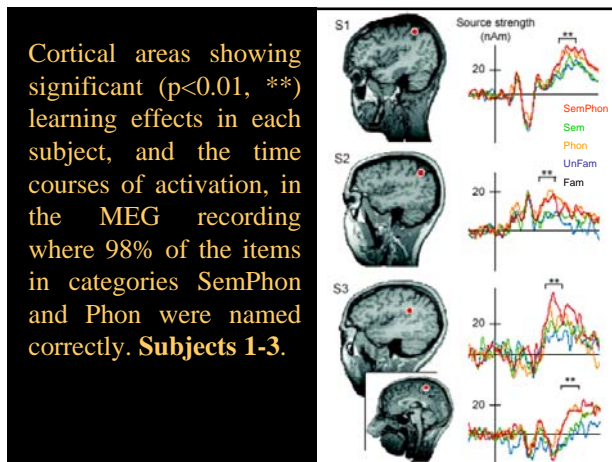 Cortical areas showing
significant (p<0.01, **)
learning effects in each
subject, and the time
courses of activation, in
the MEG recording
where 98% of the items
in categories SemPhon
and Phon were named
correctly. Subjects 1-3.
S1
Source strength
(nAm)
**
20
SemPhon
Sem
Phon
UnFam
Fam
S2
**
20
S3
**
20
**
20